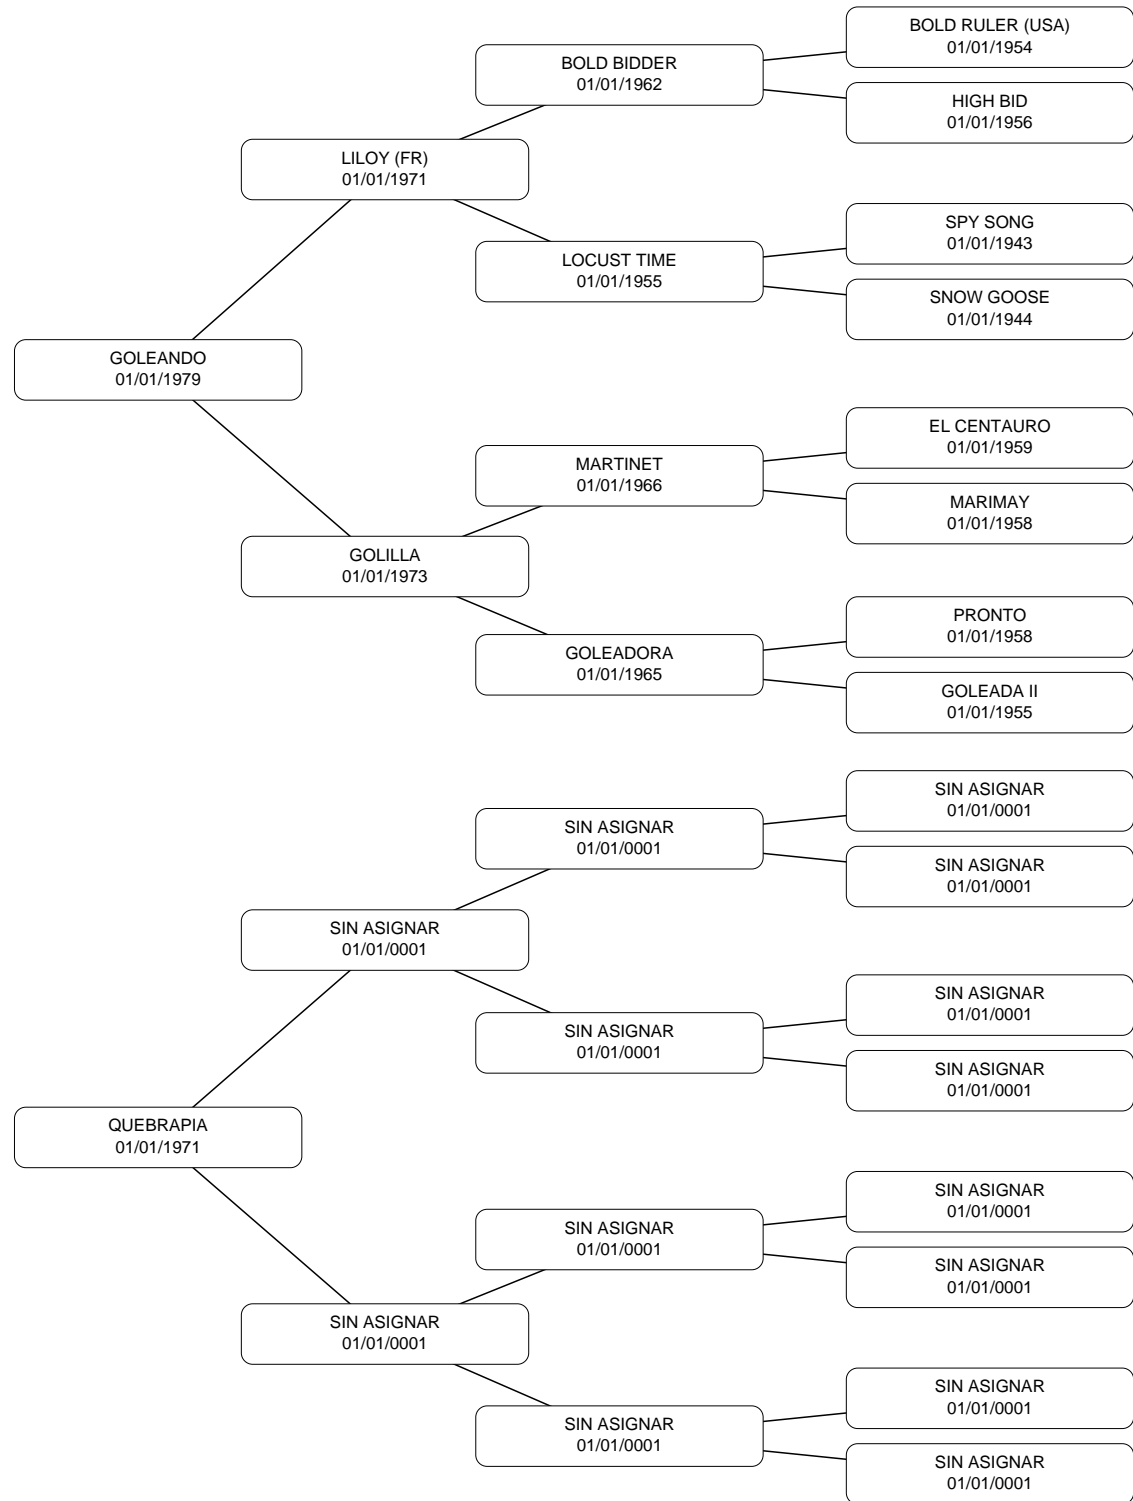 BOLD RULER (USA)
01/01/1954
BOLD BIDDER
01/01/1962
HIGH BID
01/01/1956
LILOY (FR)
01/01/1971
SPY SONG
01/01/1943
LOCUST TIME
01/01/1955
SNOW GOOSE
01/01/1944
GOLEANDO
01/01/1979
EL CENTAURO
01/01/1959
MARTINET
01/01/1966
MARIMAY
01/01/1958
GOLILLA
01/01/1973
PRONTO
01/01/1958
GOLEADORA
01/01/1965
GOLEADA II
01/01/1955
SIN ASIGNAR
01/01/0001
SIN ASIGNAR
01/01/0001
SIN ASIGNAR
01/01/0001
SIN ASIGNAR
01/01/0001
SIN ASIGNAR
01/01/0001
SIN ASIGNAR
01/01/0001
SIN ASIGNAR
01/01/0001
QUEBRAPIA
01/01/1971
SIN ASIGNAR
01/01/0001
SIN ASIGNAR
01/01/0001
SIN ASIGNAR
01/01/0001
SIN ASIGNAR
01/01/0001
SIN ASIGNAR
01/01/0001
SIN ASIGNAR
01/01/0001
SIN ASIGNAR
01/01/0001